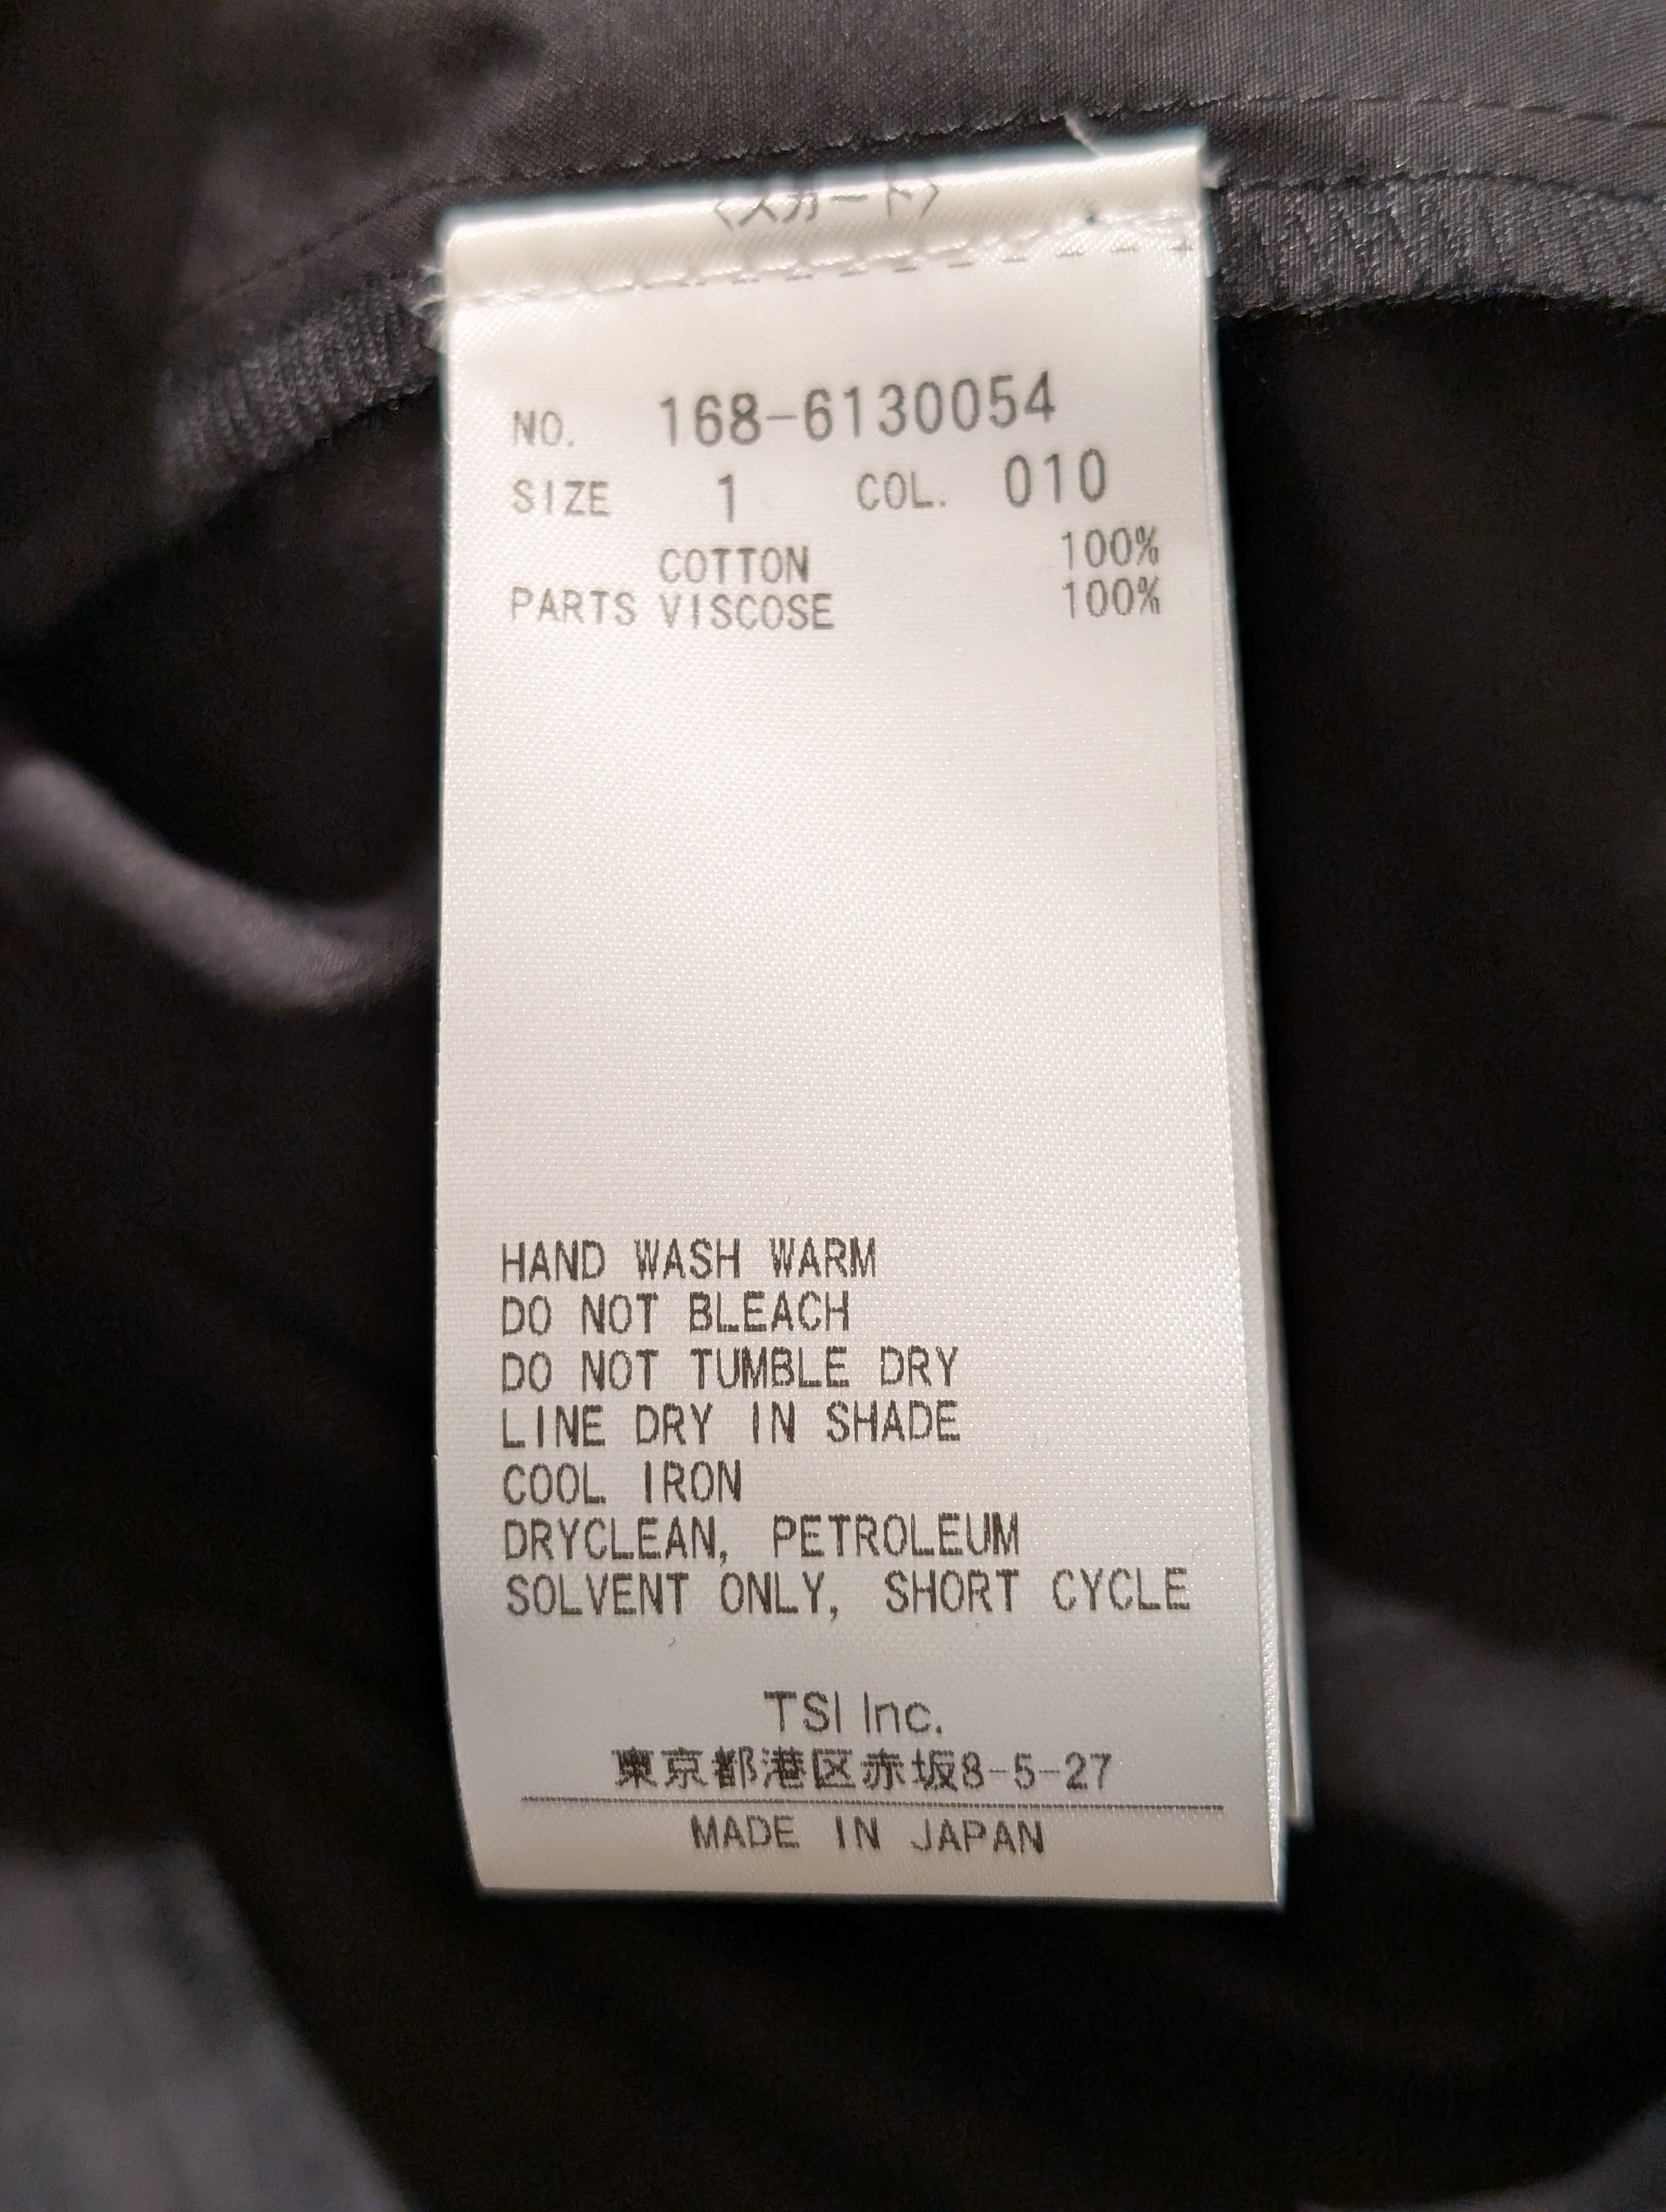 〈スカート〉
NO. 168-6130054
SIZE 1 COL. 010
COTTON 100%
PARTS VISCOSE 100%
HAND WASH WARM
DO NOT BLEACH
DO NOT TUMBLE DRY
LINE DRY IN SHADE
COOL IRON
DRYCLEAN, PETROLEUM
SOLVENT ONLY, SHORT CYCLE
TSI Inc.
東京都港区赤坂8-5-27
MADE IN JAPAN